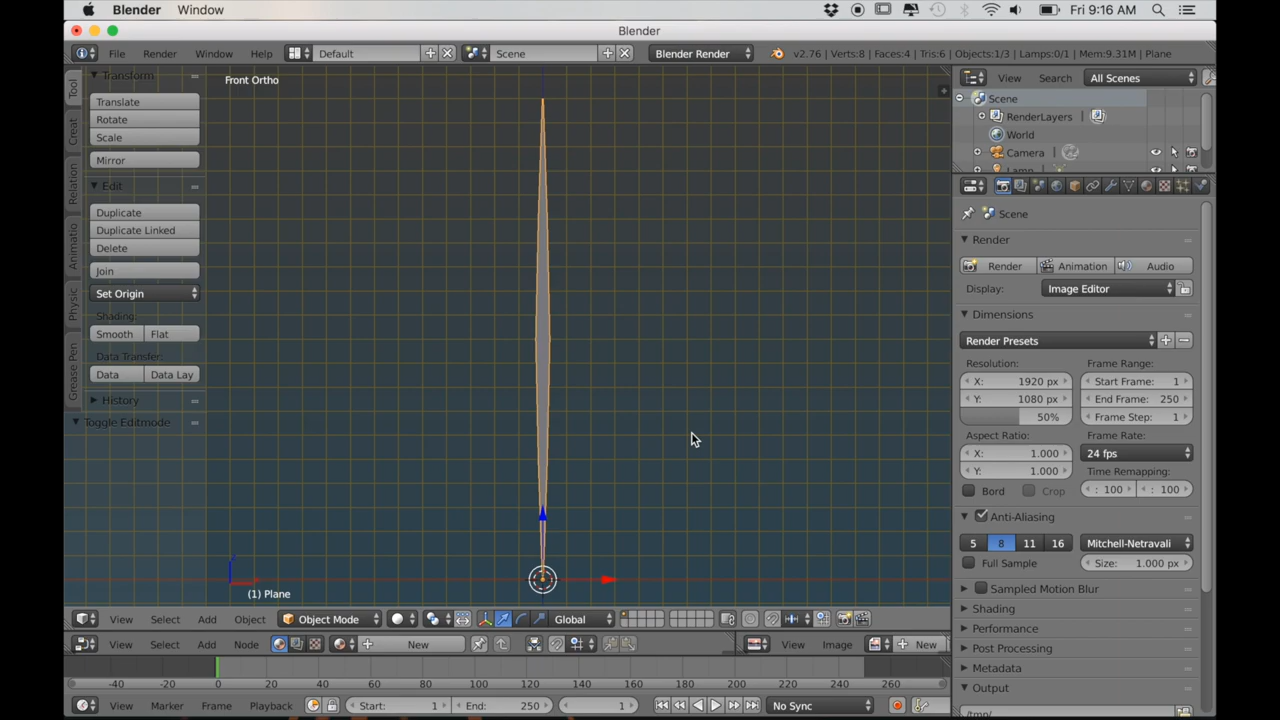 Blender Window Fri 9:16 AM
Blender
File Render Window Help Default Scene Blender Render v2.76 | Verts:8 | Faces:4 | Tris:6 | Objects:1/3 | Lamps:0/1 | Mem:9.31M | Plane
Tool
Creat
Relation
Animatio
Physic
Grease Pen
Transform
Translate
Rotate
Scale
Mirror
Edit
Duplicate
Duplicate Linked
Delete
Join
Set Origin
Shading:
Smooth Flat
Data Transfer:
Data Data Lay
History
Toggle Editmode
Front Ortho
(1) Plane
View Search All Scenes
Scene
RenderLayers
World
Camera
Lamp
Scene
Render
Render Animation Audio
Display: Image Editor
Dimensions
Render Presets
Resolution: Frame Range:
X: 1920 px Start Frame: 1
Y: 1080 px End Frame: 250
50% Frame Step: 1
Aspect Ratio: Frame Rate:
X: 1.000 24 fps
Y: 1.000 Time Remapping:
Bord Crop : 100 : 100
Anti-Aliasing
5 8 11 16 Mitchell-Netravali
Full Sample Size: 1.000 px
Sampled Motion Blur
Shading
Performance
Post Processing
Metadata
Output
/tmp/
View Select Add Object Object Mode Global
View Select Add Node New View Image New
-40 -20 0 20 40 60 80 100 120 140 160 180 200 220 240 260
View Marker Frame Playback Start: 1 End: 250 1 No Sync